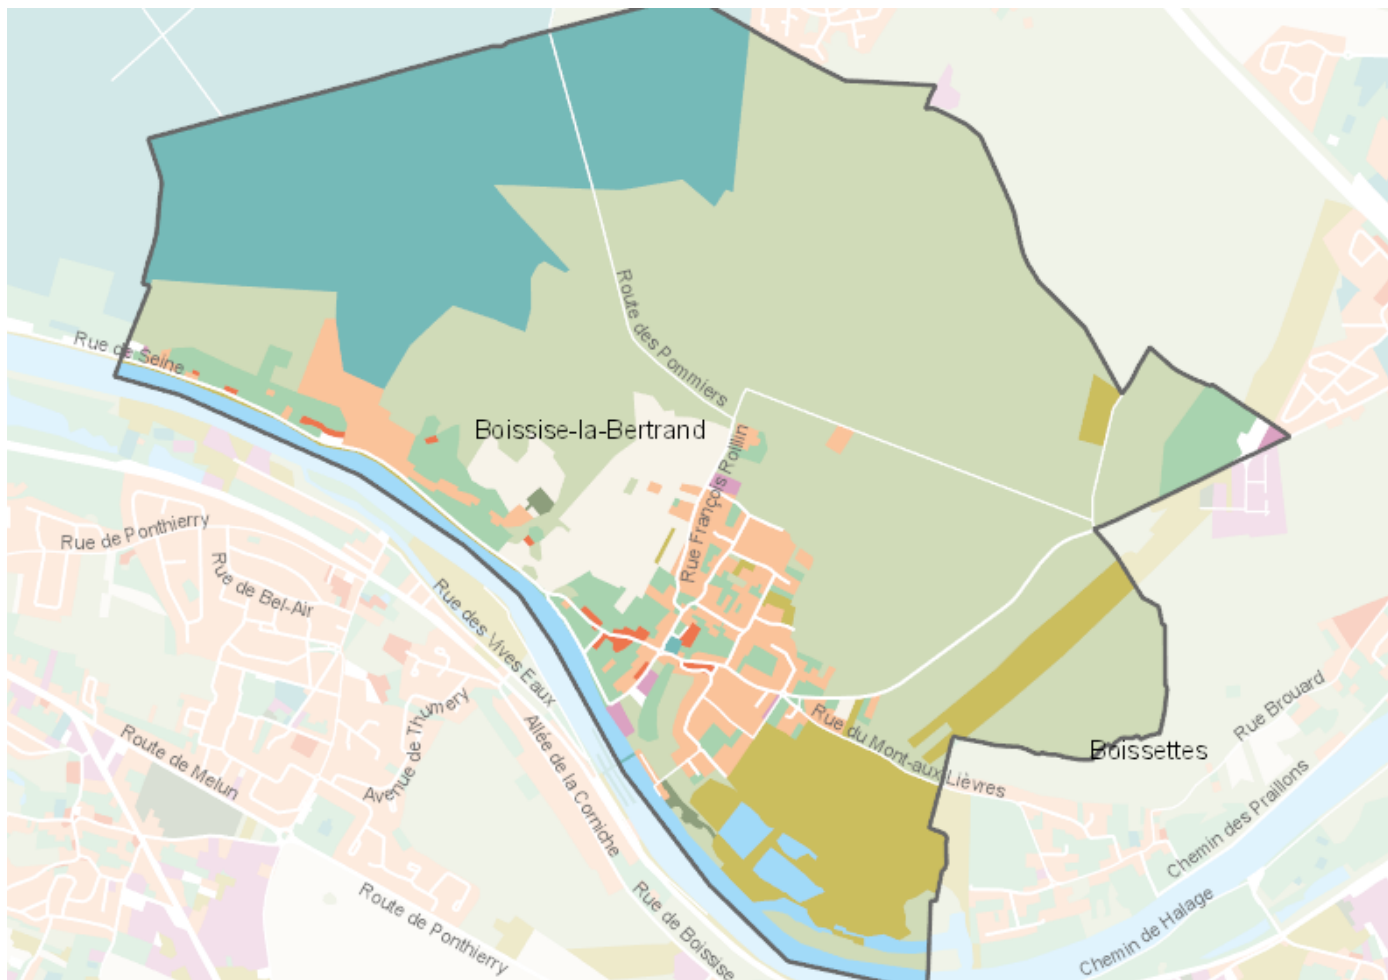 Rue de Seine
Route des Pommiers
Boissise-la-Bertrand
Rue François Rolllin
Rue de Ponthierry
Rue de Bel-Air
Rue des Vives Eaux
Avenue de Thumery
Allée de la Corniche
Route de Melun
Rue du Mont-aux-Lièvres
Boissettes
Rue Brouard
Chemin des Praillons
Chemin de Halage
Route de Ponthierry
Rue de Boissise